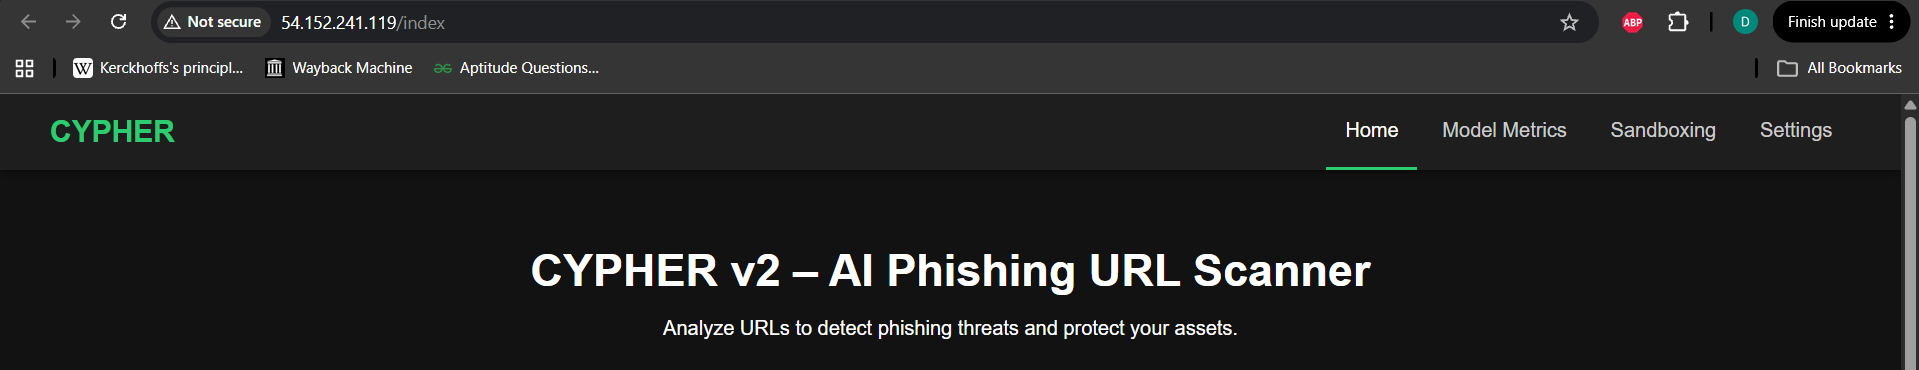 Not secure 54.152.241.119/index ABP D Finish update
Kerckhoffs's principl... Wayback Machine Aptitude Questions... All Bookmarks
CYPHER Home Model Metrics Sandboxing Settings
CYPHER v2 – AI Phishing URL Scanner
Analyze URLs to detect phishing threats and protect your assets.